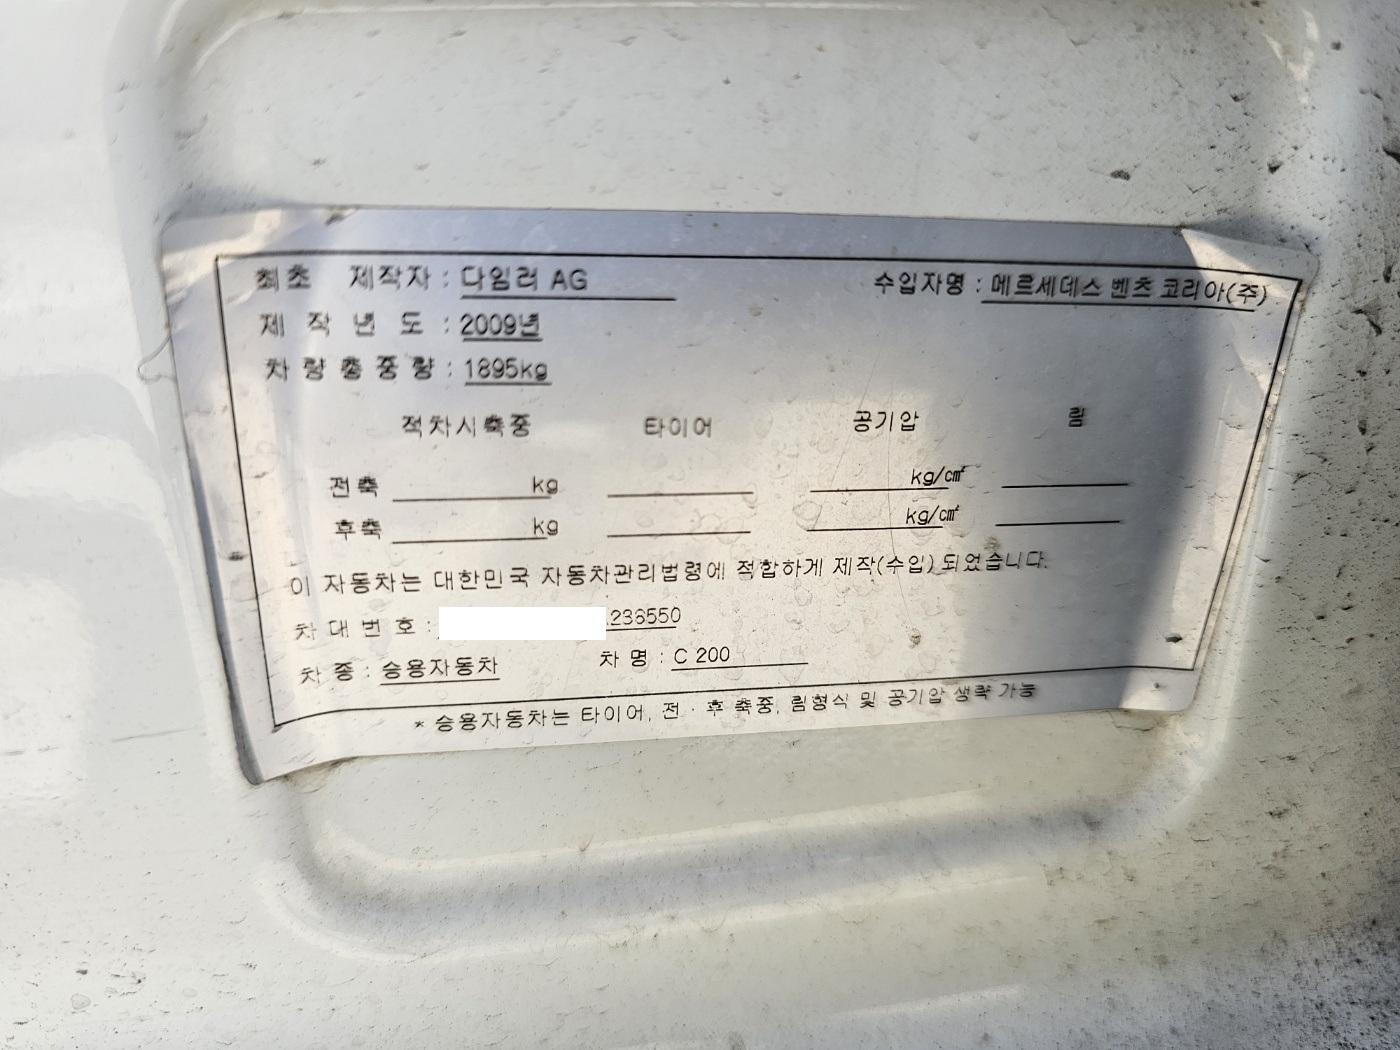 최초 제작자 : 다임러 AG 수입자명 : 메르세데스 벤츠 코리아(주)
제 작 년 도 : 2009년
차 량 총 중 량 : 1895kg
적차시축중 타이어 공기압 림
전축 kg kg/㎠
후축 kg kg/㎠
이 자동차는 대한민국 자동차관리법령에 적합하게 제작(수입) 되었습니다.
차 대 번 호 : 236550
차 종 : 승용자동차 차 명 : C 200
* 승용자동차는 타이어, 전 · 후 축중, 림형식 및 공기압 생략 가능